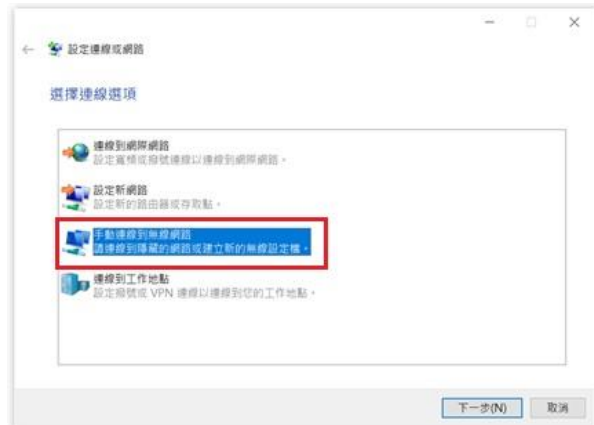 設定連線或網路
選擇連線選項
連線到網際網路
設定寬頻或撥號連線以連線到網際網路。
設定新網路
設定新的路由器或存取點。
手動連線到無線網路
請連線到隱藏的網路或建立新的無線設定檔。
連線到工作地點
設定撥號或 VPN 連線以連線到您的工作地點。
下一步(N)
取消